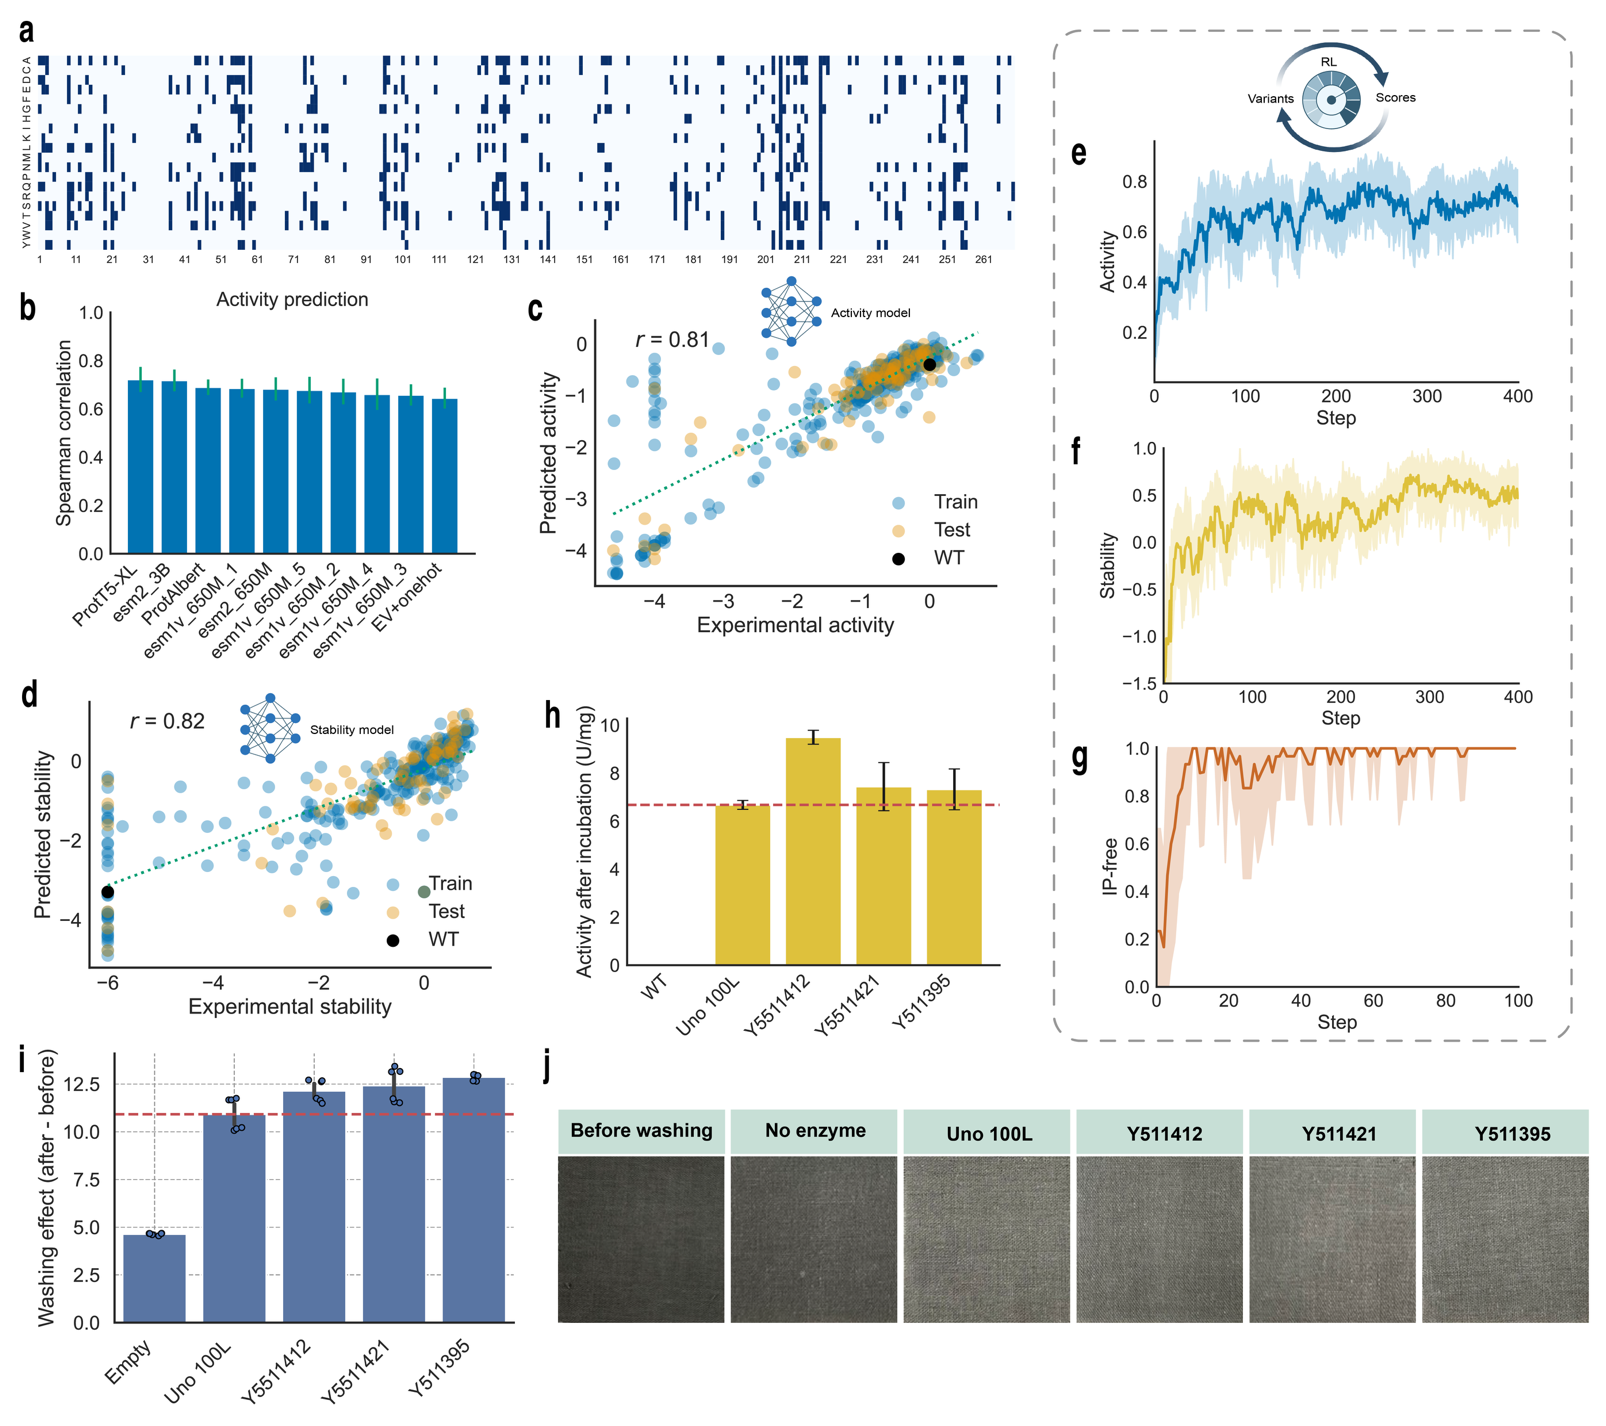 a
A
C
D
E
F
G
H
I
K
L
M
N
P
Q
R
S
T
V
W
Y
1 11 21 31 41 51 61 71 81 91 101 111 121 131 141 151 161 171 181 191 201 211 221 231 241 251 261
b
Activity prediction
Spearman correlation
1.0
0.8
0.6
0.4
0.2
0.0
ProtT5-XL
esm2_3B
ProtAlbert
esm1v_650M_1
esm2_650M
esm1v_650M_5
esm1v_650M_2
esm1v_650M_4
esm1v_650M_3
EV+onehot
c
r = 0.81
Activity model
Predicted activity
0
−1
−2
−3
−4
Train
Test
WT
−4 −3 −2 −1 0
Experimental activity
d
r = 0.82
Stability model
Predicted stability
0
−2
−4
Train
Test
WT
−6 −4 −2 0
Experimental stability
RL
Variants
Scores
e
Activity
0.8
0.6
0.4
0.2
0 100 200 300 400
Step
f
Stability
1.0
0.5
0.0
−0.5
−1.0
−1.5
0 100 200 300 400
Step
g
IP-free
1.0
0.8
0.6
0.4
0.2
0.0
0 20 40 60 80 100
Step
h
Activity after incubation (U/mg)
10
8
6
4
2
0
WT
Uno 100L
Y5511412
Y5511421
Y511395
i
Washing effect (after - before)
12.5
10.0
7.5
5.0
2.5
0.0
Empty
Uno 100L
Y5511412
Y5511421
Y511395
j
Before washing
No enzyme
Uno 100L
Y511412
Y511421
Y511395